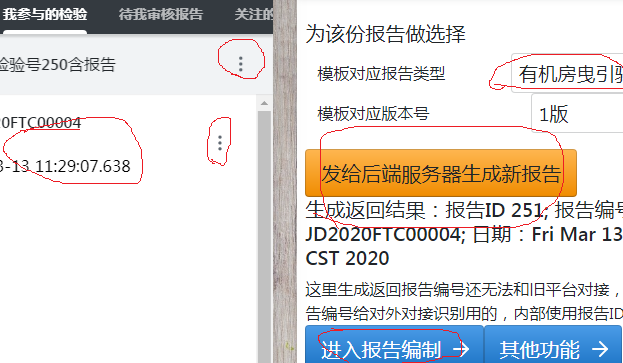 我参与的检验 待我审核报告 关注的
检验号250含报告
20FTC00004
3-13 11:29:07.638
为该份报告做选择
模板对应报告类型 有机房曳引驱
模板对应版本号 1版
发给后端服务器生成新报告
生成返回结果：报告ID 251; 报告编号
JD2020FTC00004; 日期：Fri Mar 13
CST 2020
这里生成返回报告编号还无法和旧平台对接，
告编号给对外对接识别用的，内部使用报告ID
进入报告编制 → 其他功能 →